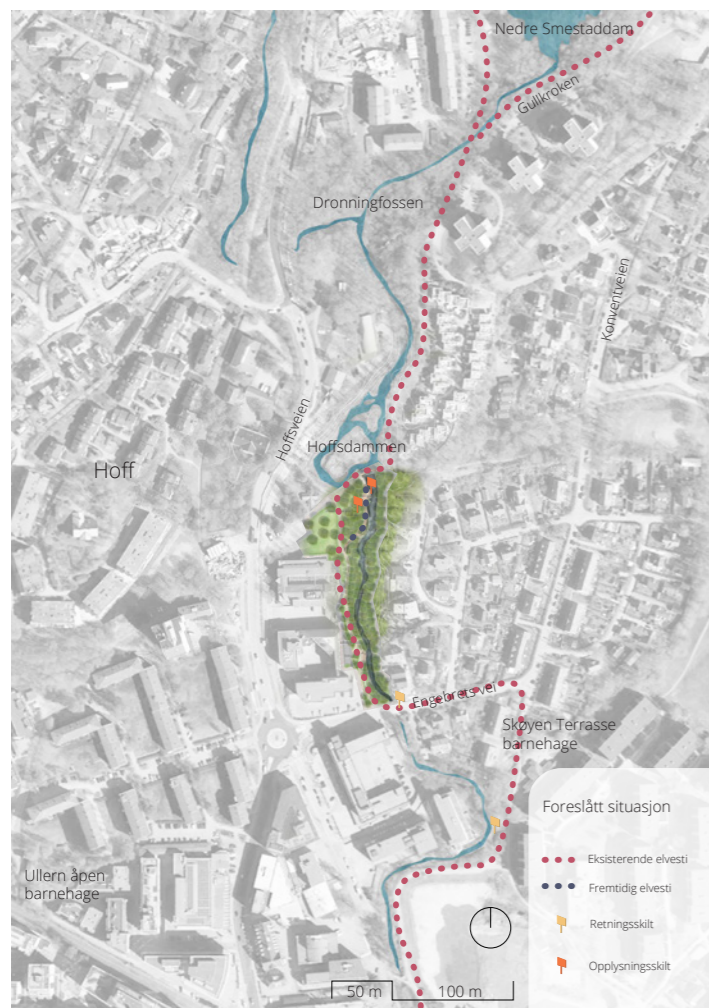 Nedre Smestaddam
Gullkroken
Dronningfossen
Konventveien
Hoffsveien
Hoffsdammen
Hoff
Engebrets vei
Skøyen Terrasse
barnehage
Foreslått situasjon
Eksisterende elvesti
Fremtidig elvesti
Retningsskilt
Opplysningsskilt
Ullern åpen
barnehage
50 m
100 m